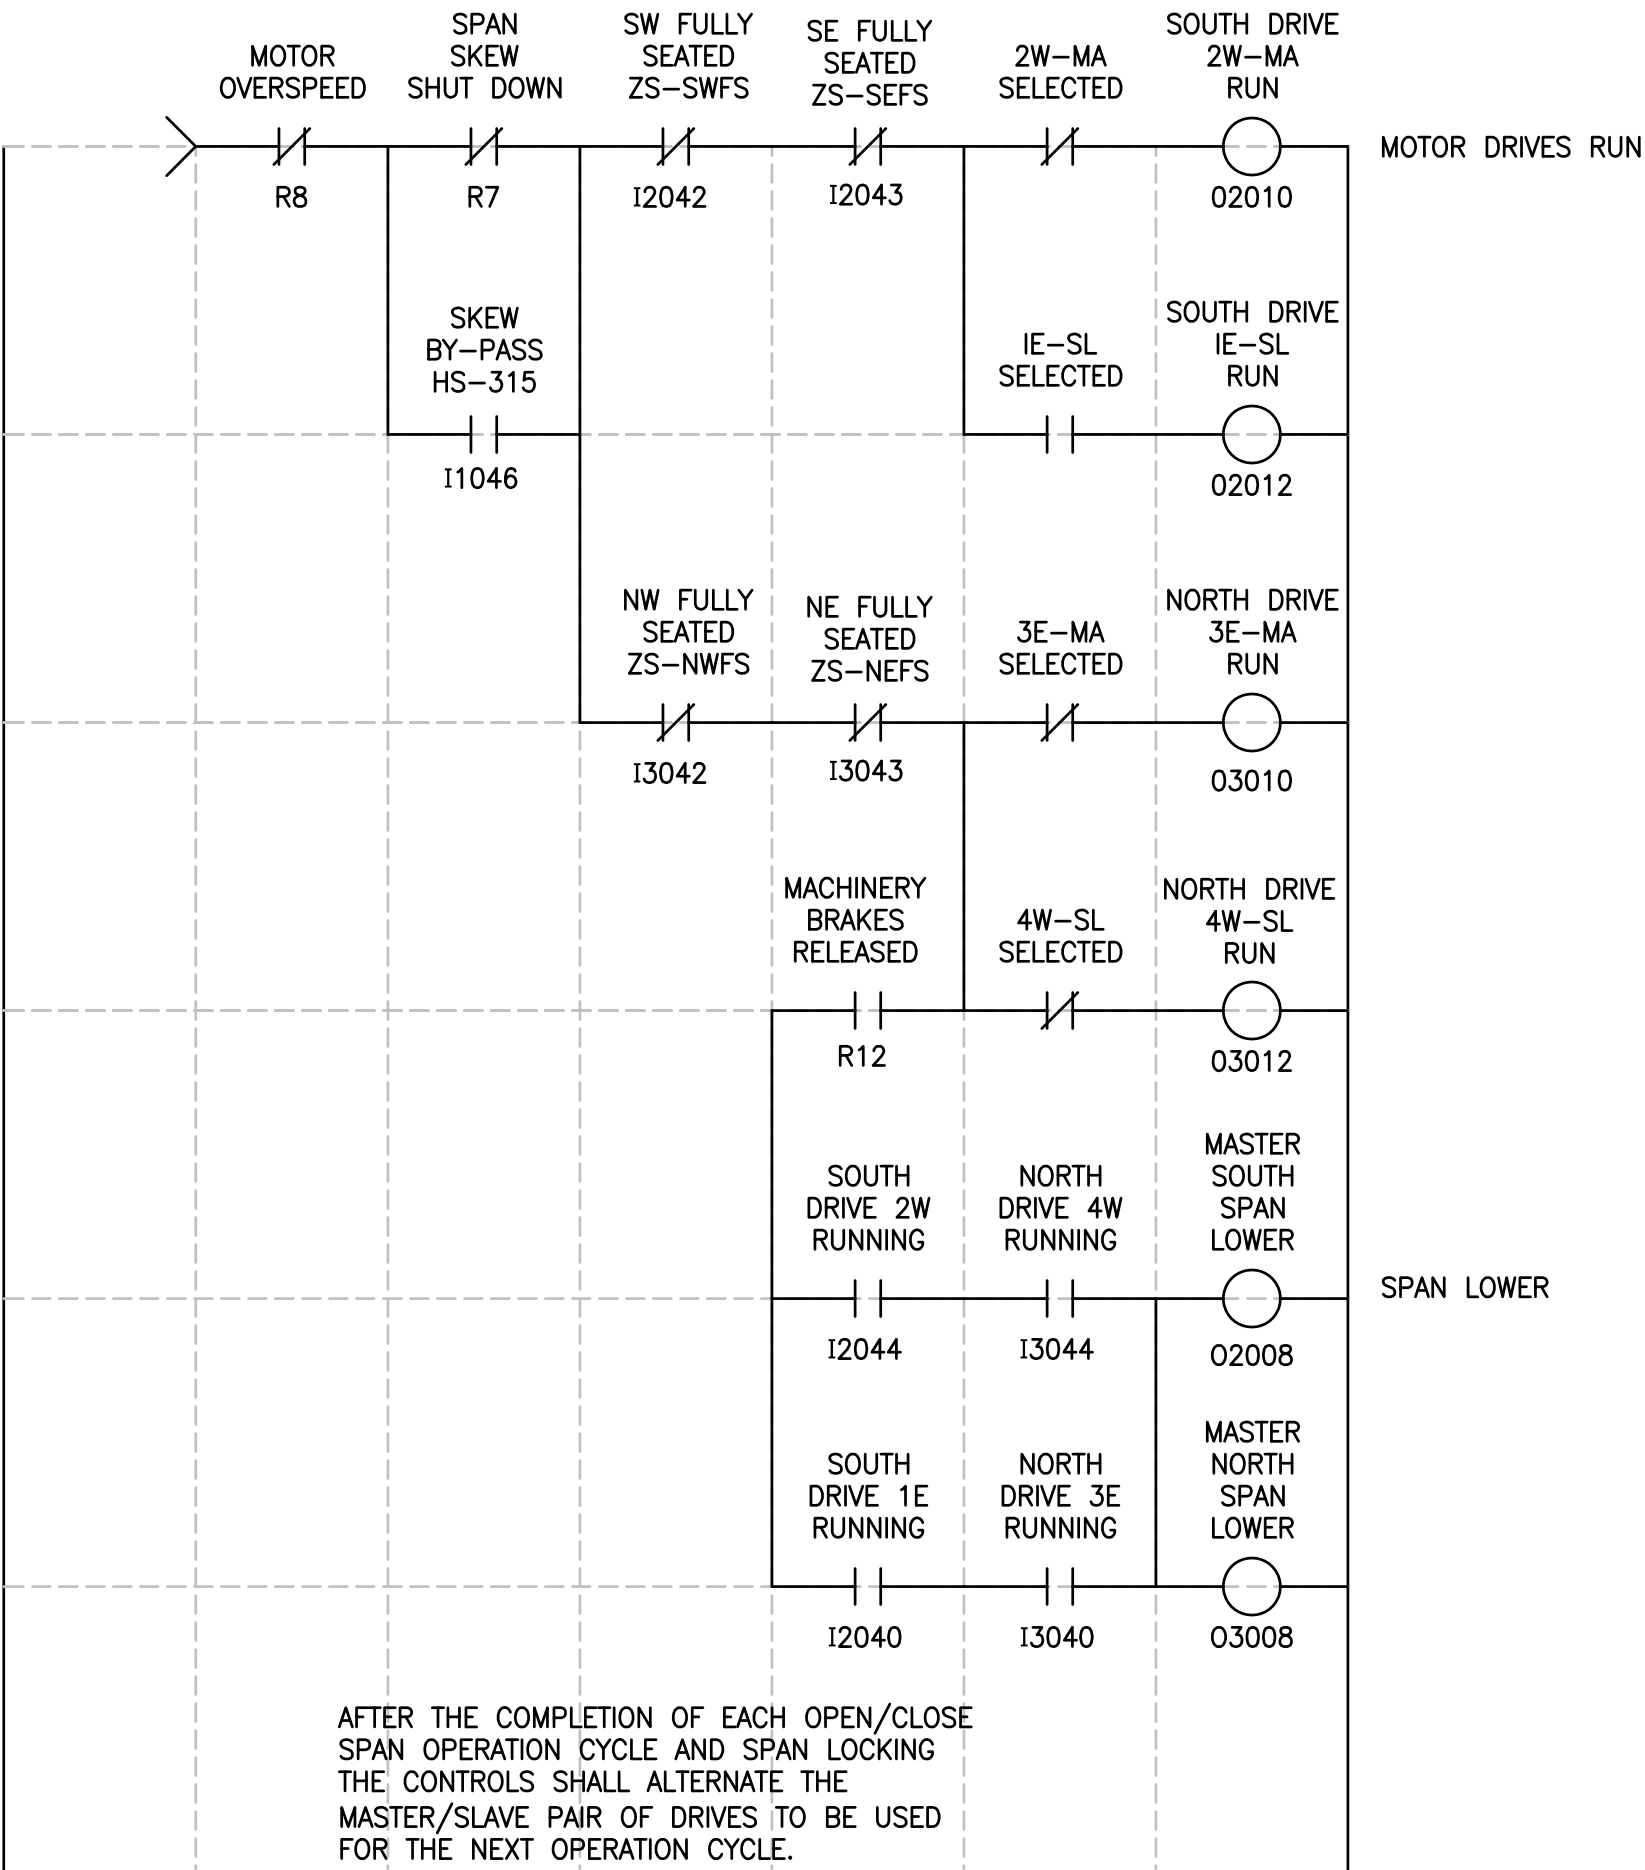 MOTOR
OVERSPEED
SPAN
SKEW
SHUT DOWN
SW FULLY
SEATED
ZS-SWFS
SE FULLY
SEATED
ZS-SEFS
2W-MA
SELECTED
SOUTH DRIVE
2W-MA
RUN
MOTOR DRIVES RUN
R8
R7
I2042
I2043
02010
SKEW
BY-PASS
HS-315
IE-SL
SELECTED
SOUTH DRIVE
IE-SL
RUN
I1046
02012
NW FULLY
SEATED
ZS-NWFS
NE FULLY
SEATED
ZS-NEFS
3E-MA
SELECTED
NORTH DRIVE
3E-MA
RUN
I3042
I3043
03010
MACHINERY
BRAKES
RELEASED
4W-SL
SELECTED
NORTH DRIVE
4W-SL
RUN
R12
03012
SOUTH
DRIVE 2W
RUNNING
NORTH
DRIVE 4W
RUNNING
MASTER
SOUTH
SPAN
LOWER
SPAN LOWER
I2044
I3044
O2008
SOUTH
DRIVE 1E
RUNNING
NORTH
DRIVE 3E
RUNNING
MASTER
NORTH
SPAN
LOWER
I2040
I3040
O3008
AFTER THE COMPLETION OF EACH OPEN/CLOSE
SPAN OPERATION CYCLE AND SPAN LOCKING
THE CONTROLS SHALL ALTERNATE THE
MASTER/SLAVE PAIR OF DRIVES TO BE USED
FOR THE NEXT OPERATION CYCLE.